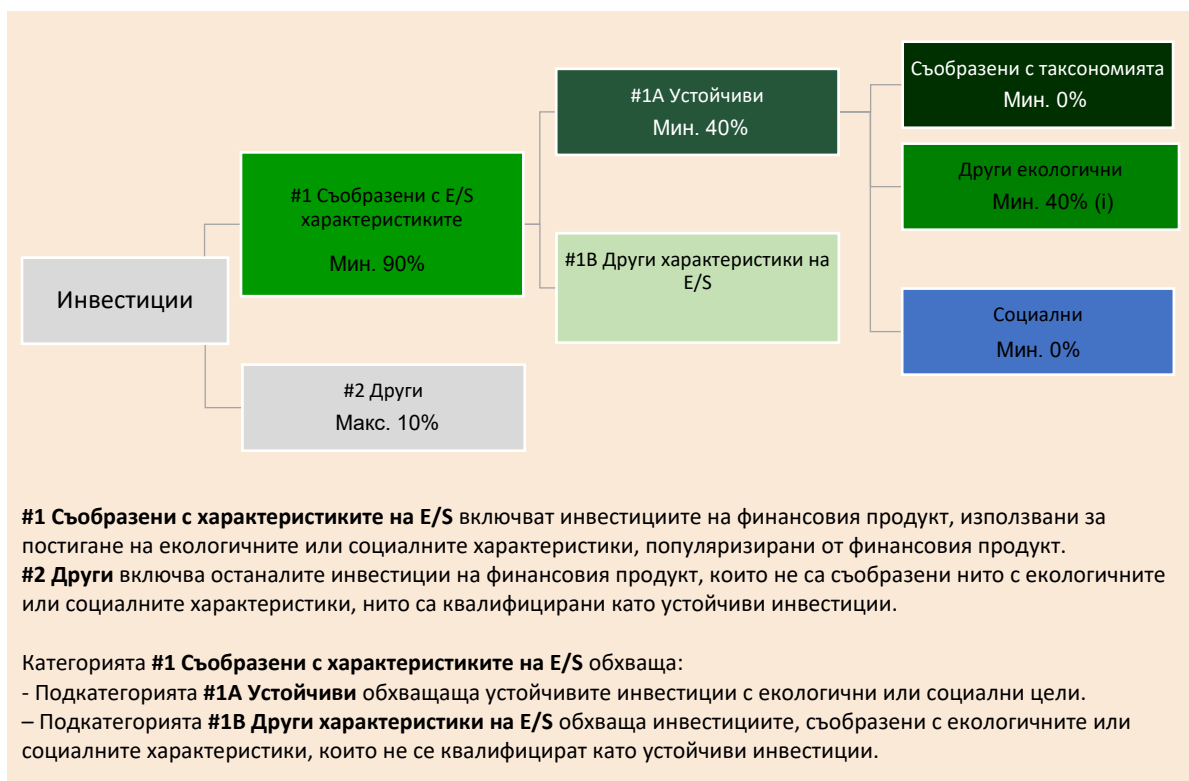 Инвестиции
#1 Съобразени с E/S
характеристиките
Мин. 90%
#2 Други
Макс. 10%
#1A Устойчиви
Мин. 40%
#1B Други характеристики на
E/S
Съобразени с таксономията
Мин. 0%
Други екологични
Мин. 40% (i)
Социални
Мин. 0%
#1 Съобразени с характеристиките на E/S включват инвестициите на финансовия продукт, използвани за
постигане на екологичните или социалните характеристики, популяризирани от финансовия продукт.
#2 Други включва останалите инвестиции на финансовия продукт, които не са съобразени нито с екологичните
или социалните характеристики, нито са квалифицирани като устойчиви инвестиции.
Категорията #1 Съобразени с характеристиките на E/S обхваща:
- Подкатегорията #1A Устойчиви обхващаща устойчивите инвестиции с екологични или социални цели.
– Подкатегорията #1B Други характеристики на E/S обхваща инвестициите, съобразени с екологичните или
социалните характеристики, които не се квалифицират като устойчиви инвестиции.